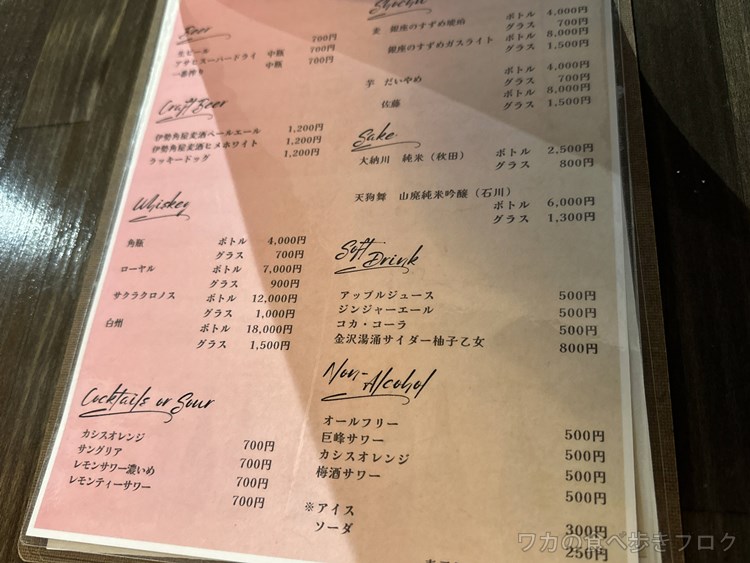 Beer
生ビール 700円
アサヒスーパードライ 中瓶 700円
一番搾り 中瓶 700円
Craft Beer
伊勢角屋麦酒ペールエール 1,200円
伊勢角屋麦酒ヒメホワイト 1,200円
ラッキードッグ 1,200円
Whiskey
角瓶 ボトル 4,000円
グラス 700円
ローヤル ボトル 7,000円
グラス 900円
サクラクロノス ボトル 12,000円
グラス 1,000円
白州 ボトル 18,000円
グラス 1,500円
Cocktails or Sour
カシスオレンジ 700円
サングリア 700円
レモンサワー濃いめ 700円
レモンティーサワー 700円
Shochu
麦 銀座のすずめ琥珀 ボトル 4,000円
グラス 700円
銀座のすずめガスライト ボトル 8,000円
グラス 1,500円
芋 だいやめ ボトル 4,000円
グラス 700円
佐藤 ボトル 8,000円
グラス 1,500円
Sake
大納川 純米(秋田) ボトル 2,500円
グラス 800円
天狗舞 山廃純米吟醸(石川)
ボトル 6,000円
グラス 1,300円
Soft Drink
アップルジュース 500円
ジンジャーエール 500円
コカ・コーラ 500円
金沢湯涌サイダー柚子乙女 800円
Non-Alcohol
オールフリー 500円
巨峰サワー 500円
カシスオレンジ 500円
梅酒サワー 500円
※アイス 300円
ソーダ 250円
ワカの食べ歩きブログ